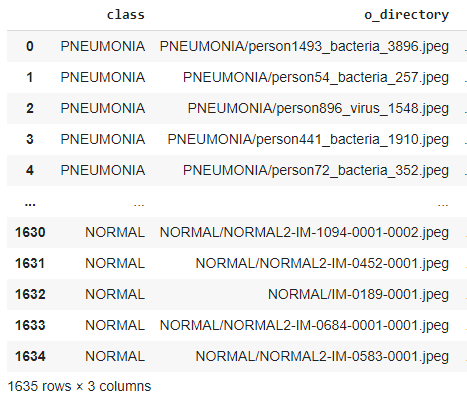 class o_directory
0 PNEUMONIA PNEUMONIA/person1493_bacteria_3896.jpeg
1 PNEUMONIA PNEUMONIA/person54_bacteria_257.jpeg
2 PNEUMONIA PNEUMONIA/person896_virus_1548.jpeg
3 PNEUMONIA PNEUMONIA/person441_bacteria_1910.jpeg
4 PNEUMONIA PNEUMONIA/person72_bacteria_352.jpeg
... ... ...
1630 NORMAL NORMAL/NORMAL2-IM-1094-0001-0002.jpeg
1631 NORMAL NORMAL/NORMAL2-IM-0452-0001.jpeg
1632 NORMAL NORMAL/IM-0189-0001.jpeg
1633 NORMAL NORMAL/NORMAL2-IM-0684-0001-0001.jpeg
1634 NORMAL NORMAL/NORMAL2-IM-0583-0001.jpeg
1635 rows × 3 columns